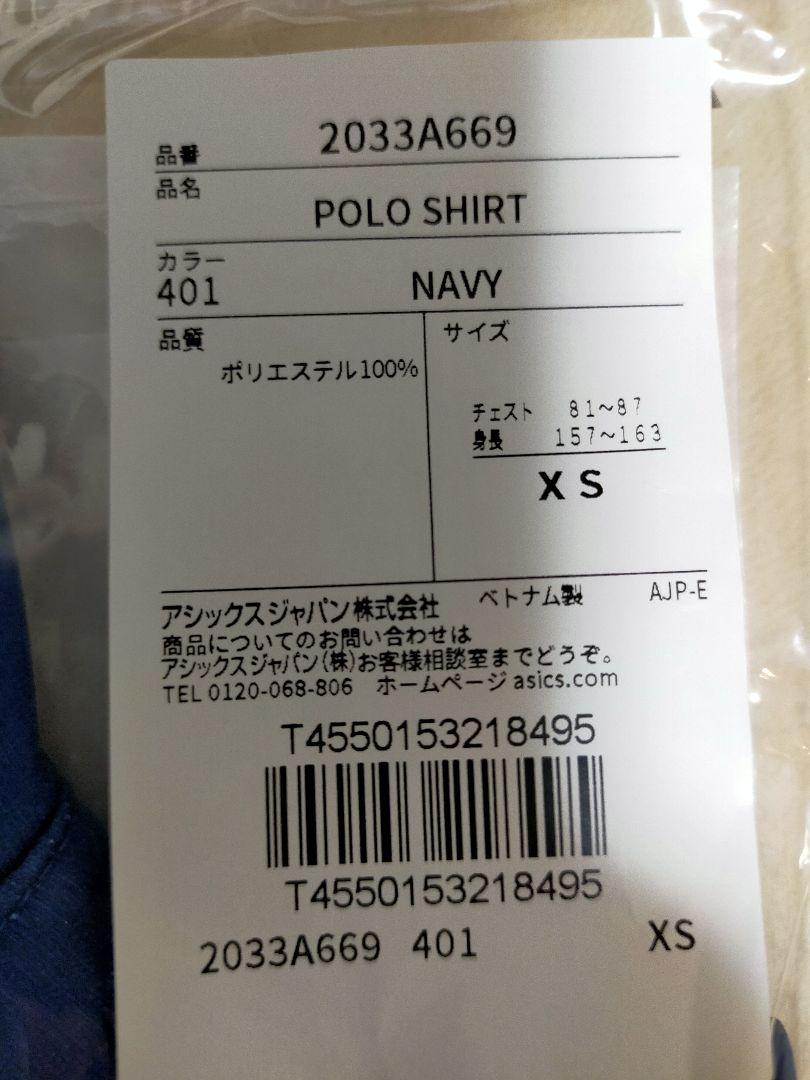 品番 2033A669
品名
POLO SHIRT
カラー
401 NAVY
品質
ポリエステル100%
サイズ
チェスト 81~87
身長 157~163
XS
アシックスジャパン株式会社 ベトナム製 AJP-E
商品についてのお問い合わせは
アシックスジャパン(株)お客様相談室までどうぞ。
TEL 0120-068-806 ホームページ asics.com
T4550153218495
T4550153218495
2033A669 401 XS